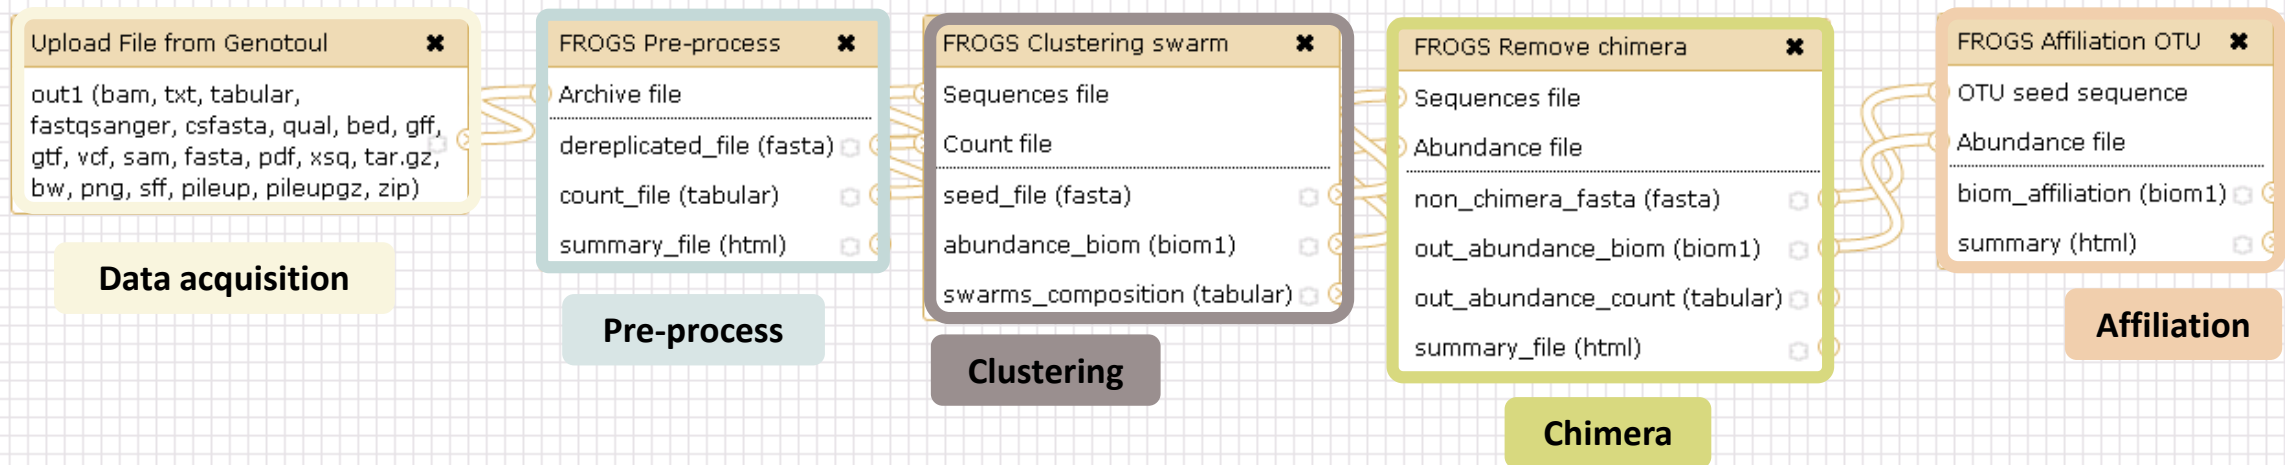 Upload File from Genotoul
out1 (bam, txt, tabular,
fastqsanger, csfasta, qual, bed, gff,
gtf, vcf, sam, fasta, pdf, xsq, tar.gz,
bw, png, sff, pileup, pileupgz, zip)
Data acquisition
FROGS Pre-process
Archive file
dereplicated_file (fasta)
count_file (tabular)
summary_file (html)
Pre-process
FROGS Clustering swarm
Sequences file
Count file
seed_file (fasta)
abundance_biom (biom1)
swarms_composition (tabular)
Clustering
FROGS Remove chimera
Sequences file
Abundance file
non_chimera_fasta (fasta)
out_abundance_biom (biom1)
out_abundance_count (tabular)
summary_file (html)
Chimera
FROGS Affiliation OTU
OTU seed sequence
Abundance file
biom_affiliation (biom1)
summary (html)
Affiliation